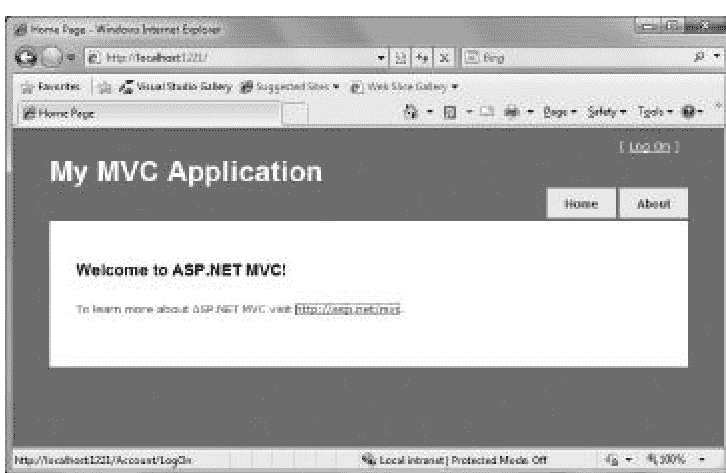 Home Page - Windows Internet Explorer
http://localhost:1221/
Bing
Favorites Visual Studio Gallery Suggested Sites Web Slice Gallery
Home Page Page Safety Tools
[ Log On ]
My MVC Application
Home About
Welcome to ASP.NET MVC!
To learn more about ASP.NET MVC visit http://asp.net/mvc.
http://localhost:1221/Account/LogOn Local intranet | Protected Mode: Off 100%